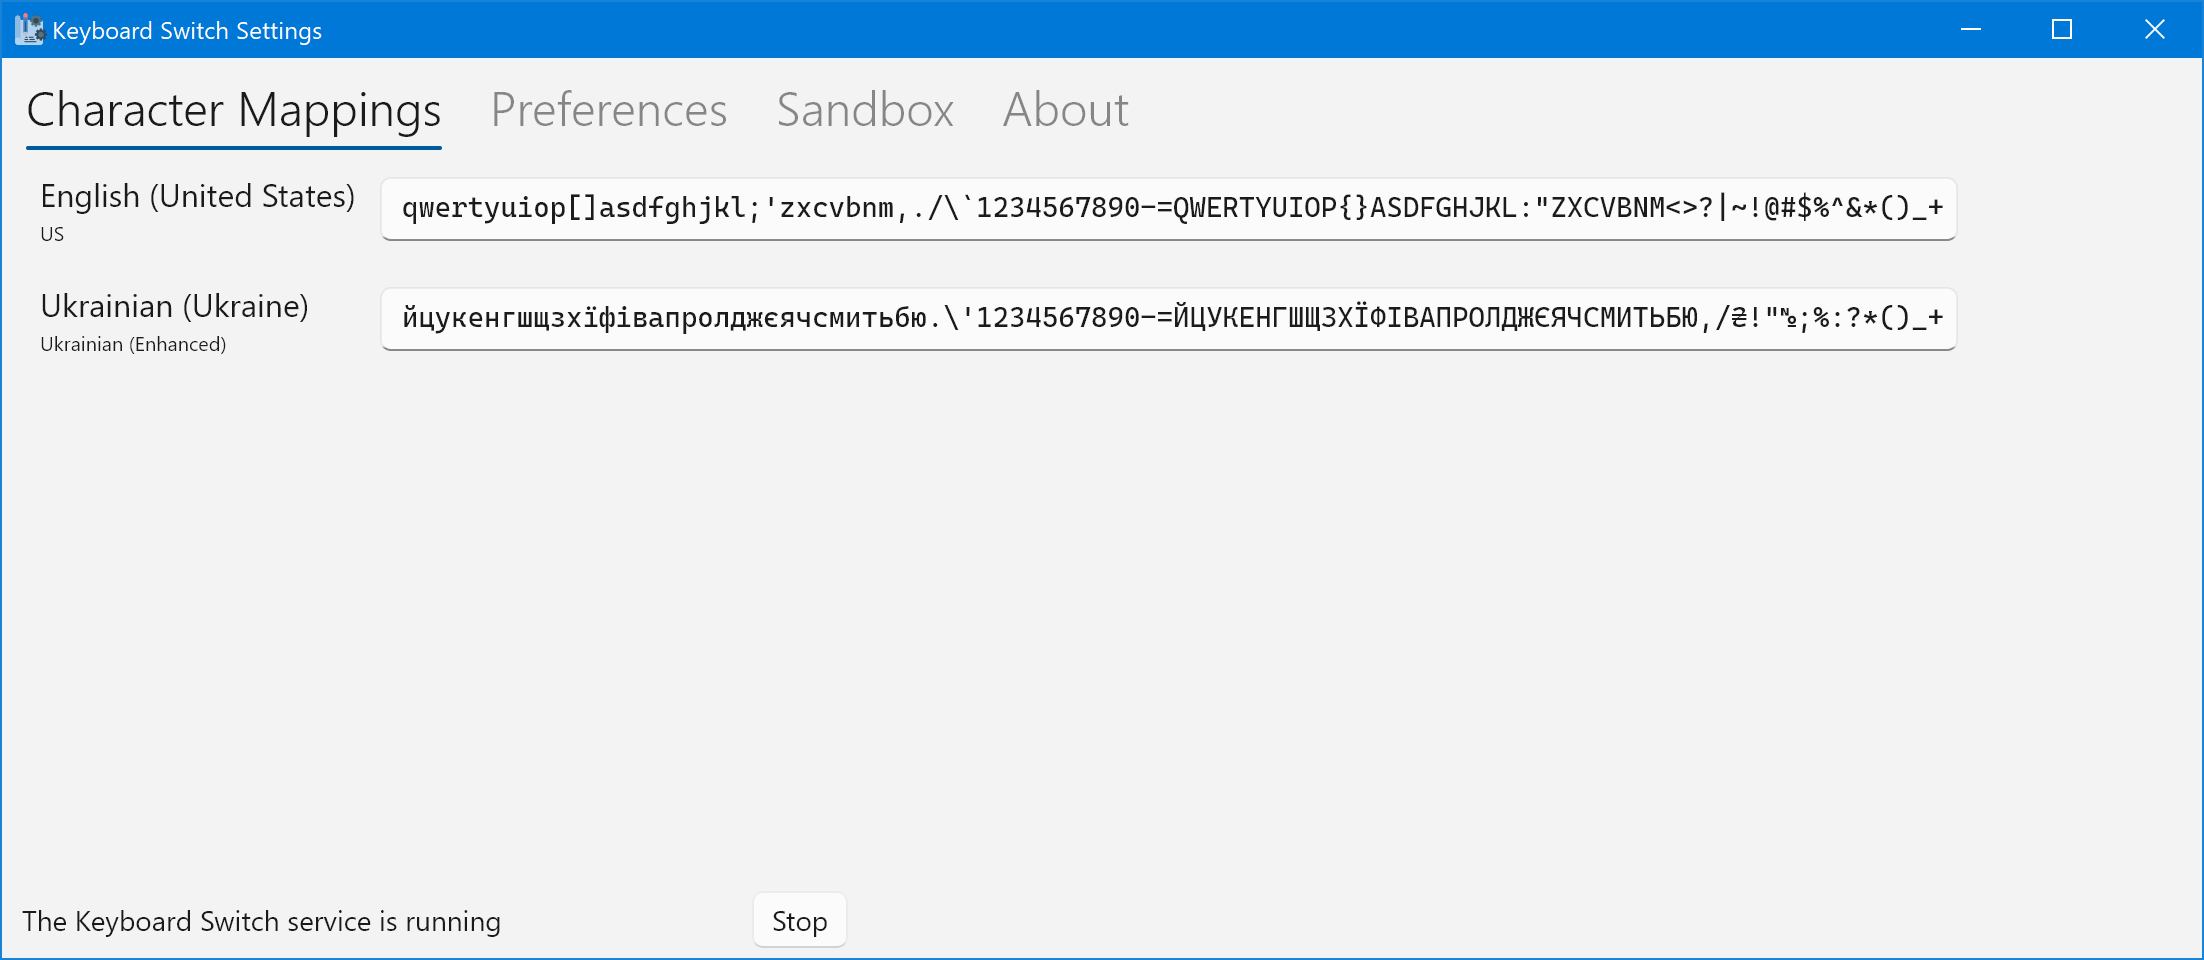 Keyboard Switch Settings
Character Mappings Preferences Sandbox About
English (United States)
US
qwertyuiop[]asdfghjkl;'zxcvbnm,./\`1234567890-=QWERTYUIOP{}ASDFGHJKL:"ZXCVBNM<>?|~!@#$%^&*()_+
Ukrainian (Ukraine)
Ukrainian (Enhanced)
йцукенгшщзхїфівапролджєячсмитьбю.\'1234567890-=ЙЦУКЕНГШЩЗХЇФІВАПРОЛДЖЄЯЧСМИТЬБЮ,/₴!"№;%:?*()_+
The Keyboard Switch service is running
Stop